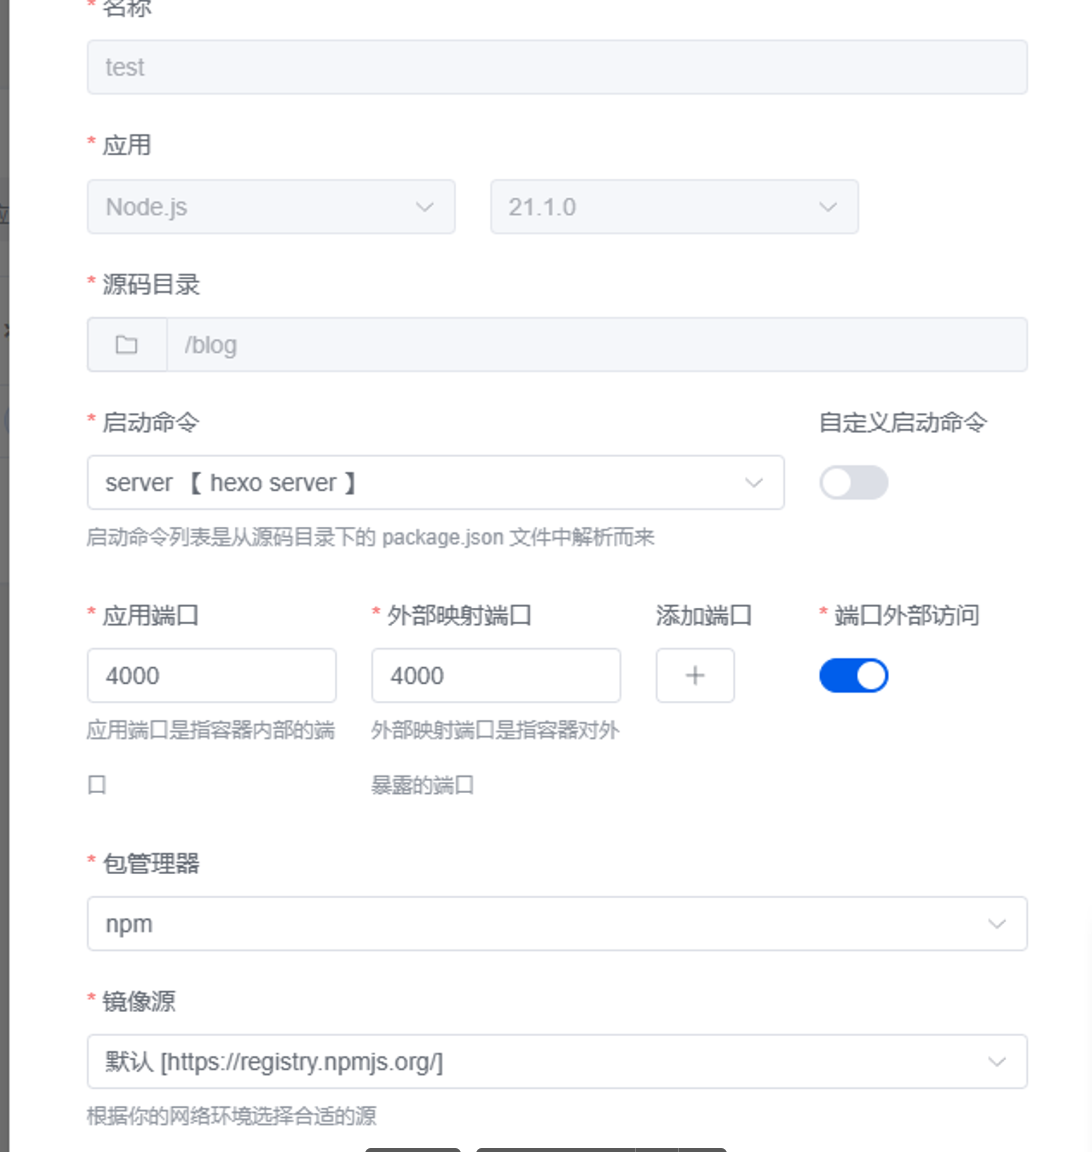 * 名称
test
* 应用
Node.js 21.1.0
* 源码目录
/blog
* 启动命令 自定义启动命令
server 【 hexo server 】
启动命令列表是从源码目录下的 package.json 文件中解析而来
* 应用端口 * 外部映射端口 添加端口 * 端口外部访问
4000 4000 +
应用端口是指容器内部的端 外部映射端口是指容器对外
口 暴露的端口
* 包管理器
npm
* 镜像源
默认 [https://registry.npmjs.org/]
根据你的网络环境选择合适的源